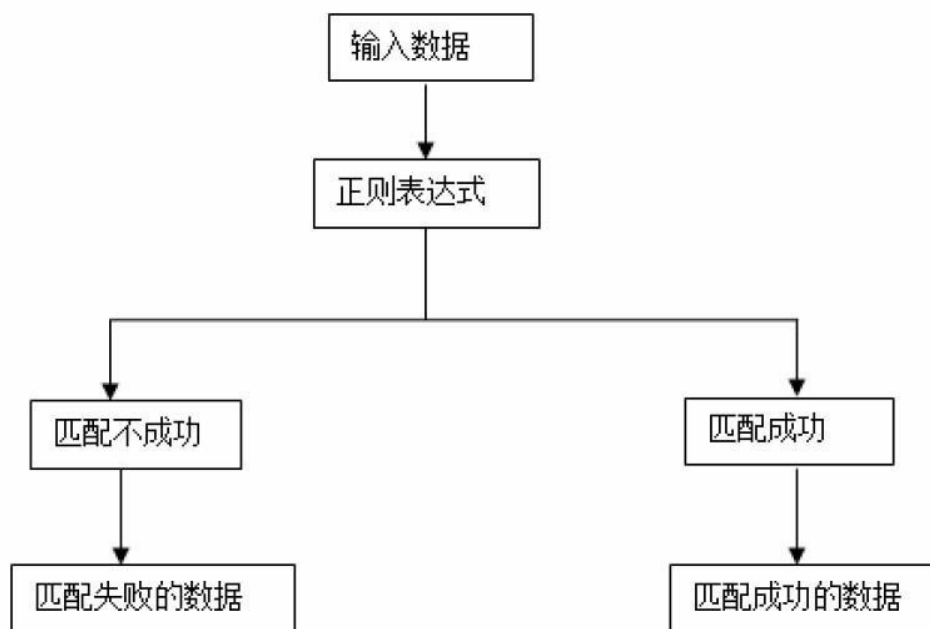 输入数据
正则表达式
匹配不成功
匹配成功
匹配失败的数据
匹配成功的数据